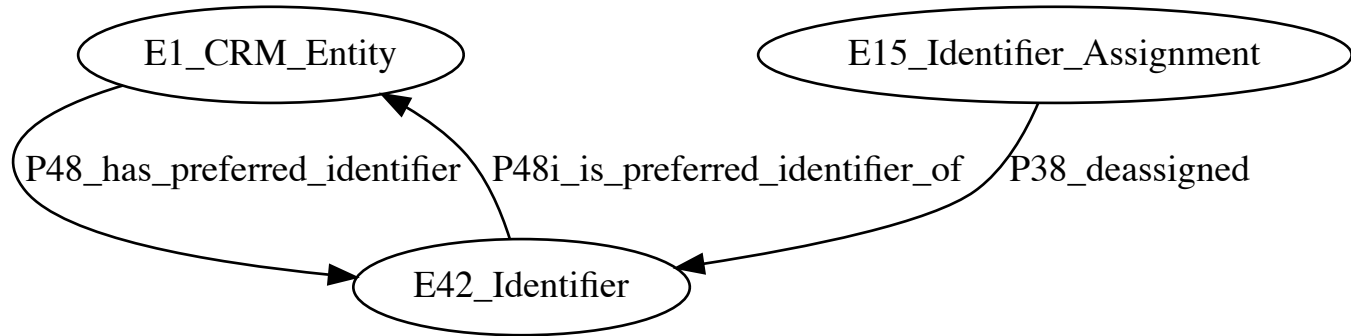 E1_CRM_Entity
E15_Identifier_Assignment
P48_has_preferred_identifier
P48i_is_preferred_identifier_of
P38_deassigned
E42_Identifier